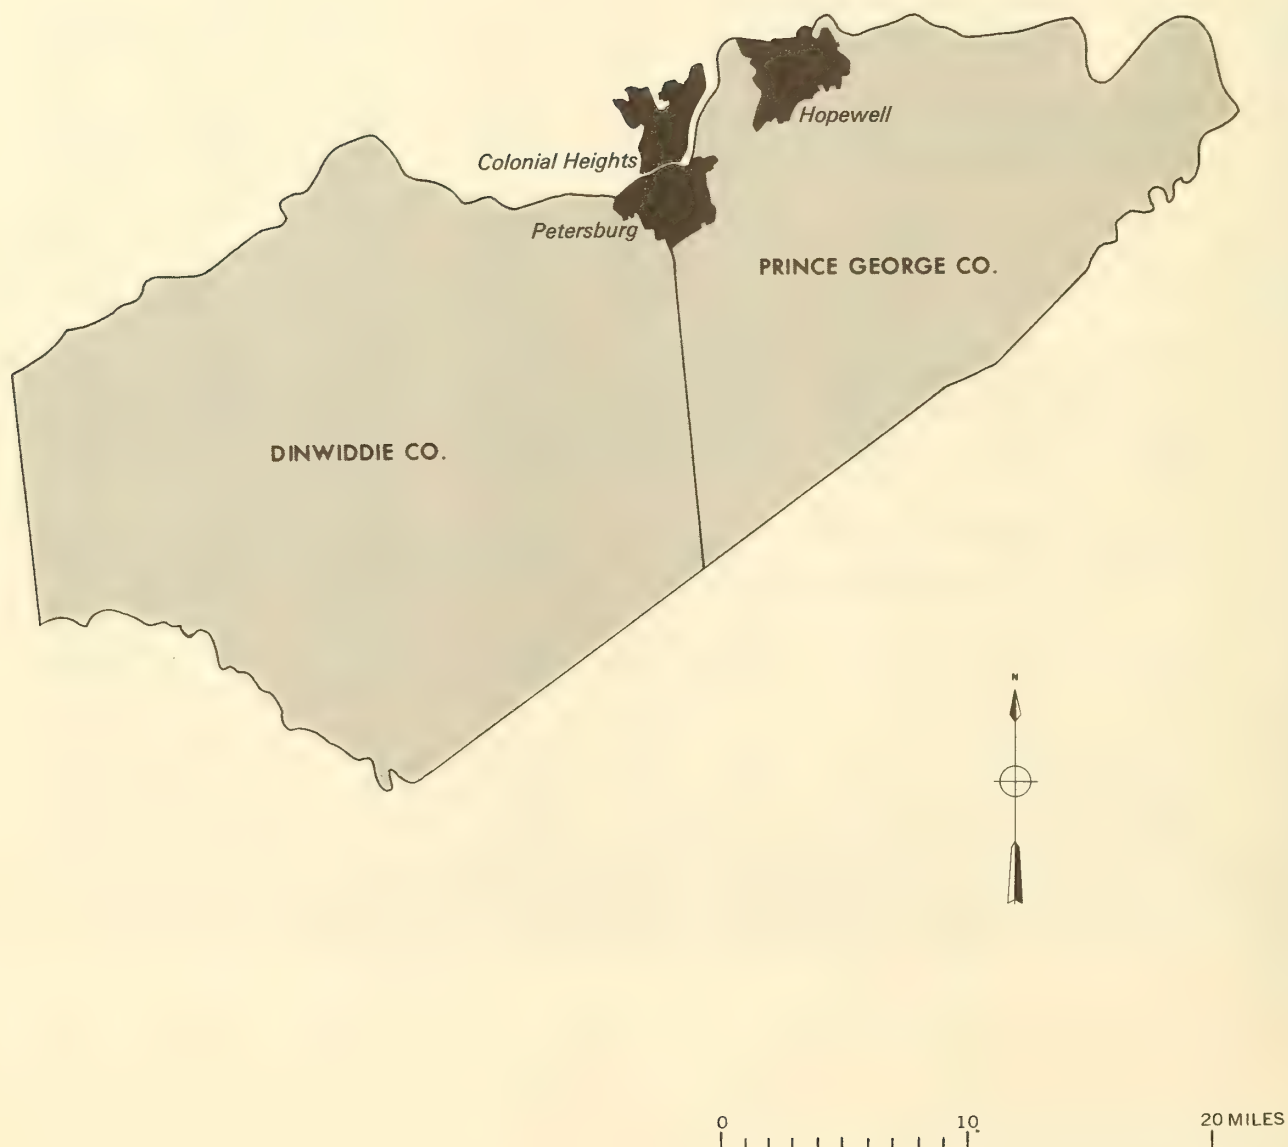 Hopewell
Colonial Heights
Petersburg
PRINCE GEORGE CO.
DINWIDDIE CO.
N
0 10 20 MILES